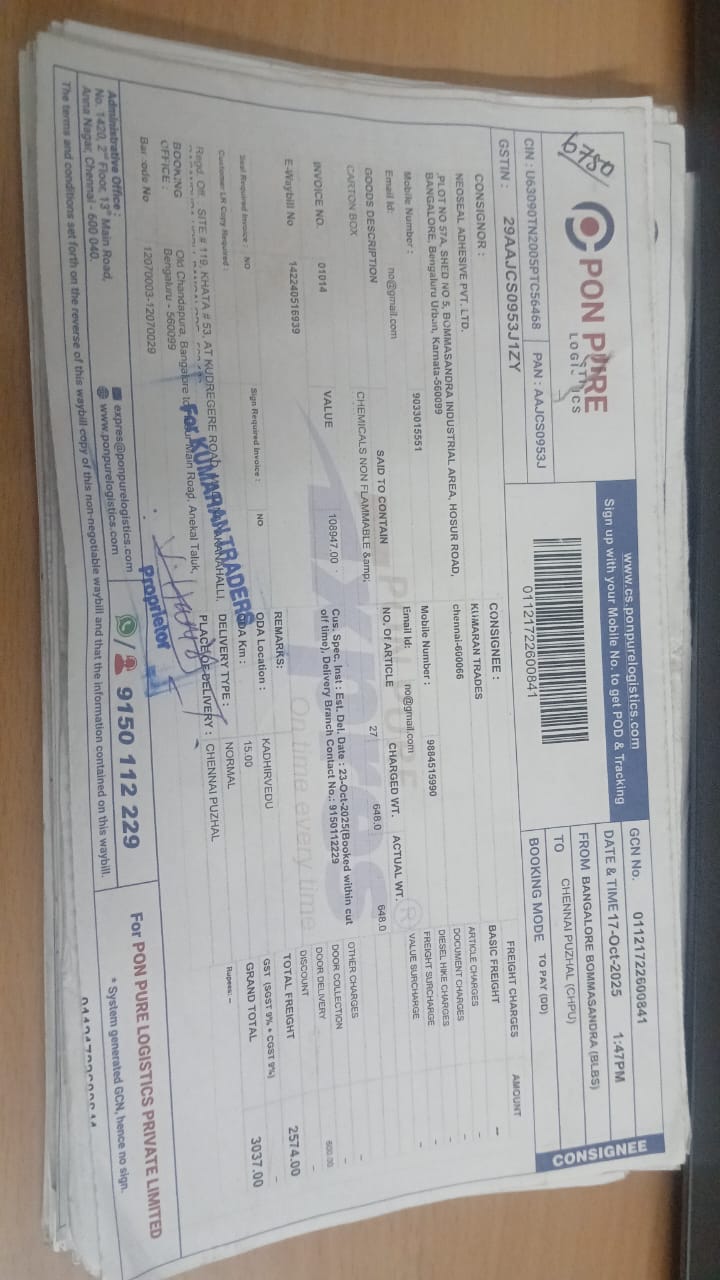 6780
PON PURE
LOGISTICS
CIN : U63090TN2005PTC56468 PAN : AAJCS0953J
GSTIN : 29AAJCS0953J1ZY
www.cs.ponpurelogistics.com
Sign up with your Mobile No. to get POD & Tracking
01121722600841
GCN No. 01121722600841
DATE & TIME 17-Oct-2025 1:47PM
FROM BANGALORE BOMMASANDRA (BLBS)
TO CHENNAI PUZHAL (CHPU)
BOOKING MODE TO PAY (DD)
CONSIGNEE
CONSIGNOR :
NEOSEAL ADHESIVE PVT. LTD.
PLOT NO 57A, SHED NO 5, BOMMASANDRA INDUSTRIAL AREA, HOSUR ROAD,
BANGALORE, Bengaluru Urban, Karnata-560099
Mobile Number : 9033015551
Email Id: no@gmail.com
CONSIGNEE :
KUMARAN TRADES
chennai-600066
Mobile Number : 9884515990
Email Id: no@gmail.com
GOODS DESCRIPTION SAID TO CONTAIN NO. Of ARTICLE CHARGED WT. ACTUAL WT.
CARTON BOX CHEMICALS NON FLAMMABLE &amp; 27 648.0 648.0
INVOICE NO. 01014 VALUE 108947.00
Cus. Spec. Inst : Est. Del. Date : 23-Oct-2025(Booked within cut
off time), Delivery Branch Contact No.: 9150112229
E-Waybill No 142240516939
REMARKS:
Seal Required Invoice : NO Sign Required Invoice : NO
ODA Location : KADHIRVEDU
ODA Km : 15.00
Customer LR Copy Required :
DELIVERY TYPE : NORMAL
PLACE OF DELIVERY : CHENNAI PUZHAL
Regd. Off. : SITE # 119, KHATA # 53, AT KUDREGERE ROAD,
BOOKING Old Chandapura, Bangalore Main Road, Anekal Taluk,
OFFICE : Bengaluru - 560099
Bar code No 12070003-12070029
For KUMARAN TRADERS
Proprietor
On time, every time
FREIGHT CHARGES AMOUNT
BASIC FREIGHT --
ARTICLE CHARGES -
DOCUMENT CHARGES -
DIESEL HIKE CHARGES -
FREIGHT SURCHARGE -
VALUE SURCHARGE -
OTHER CHARGES -
DOOR COLLECTION -
DOOR DELIVERY 600.00
DISCOUNT -
TOTAL FREIGHT 2574.00
GST (SGST 9% + CGST 9%) -
GRAND TOTAL 3037.00
Rupees: --
Administrative Office :
No. 1420, 2nd Floor, 13th Main Road,
Anna Nagar, Chennai - 600 040.
expres@ponpurelogistics.com
www.ponpurelogistics.com
9150 112 229
For PON PURE LOGISTICS PRIVATE LIMITED
* System generated GCN, hence no sign.
The terms and conditions set forth on the reverse of this waybill copy of this non-negotiable waybill and that the information contained on this waybill.